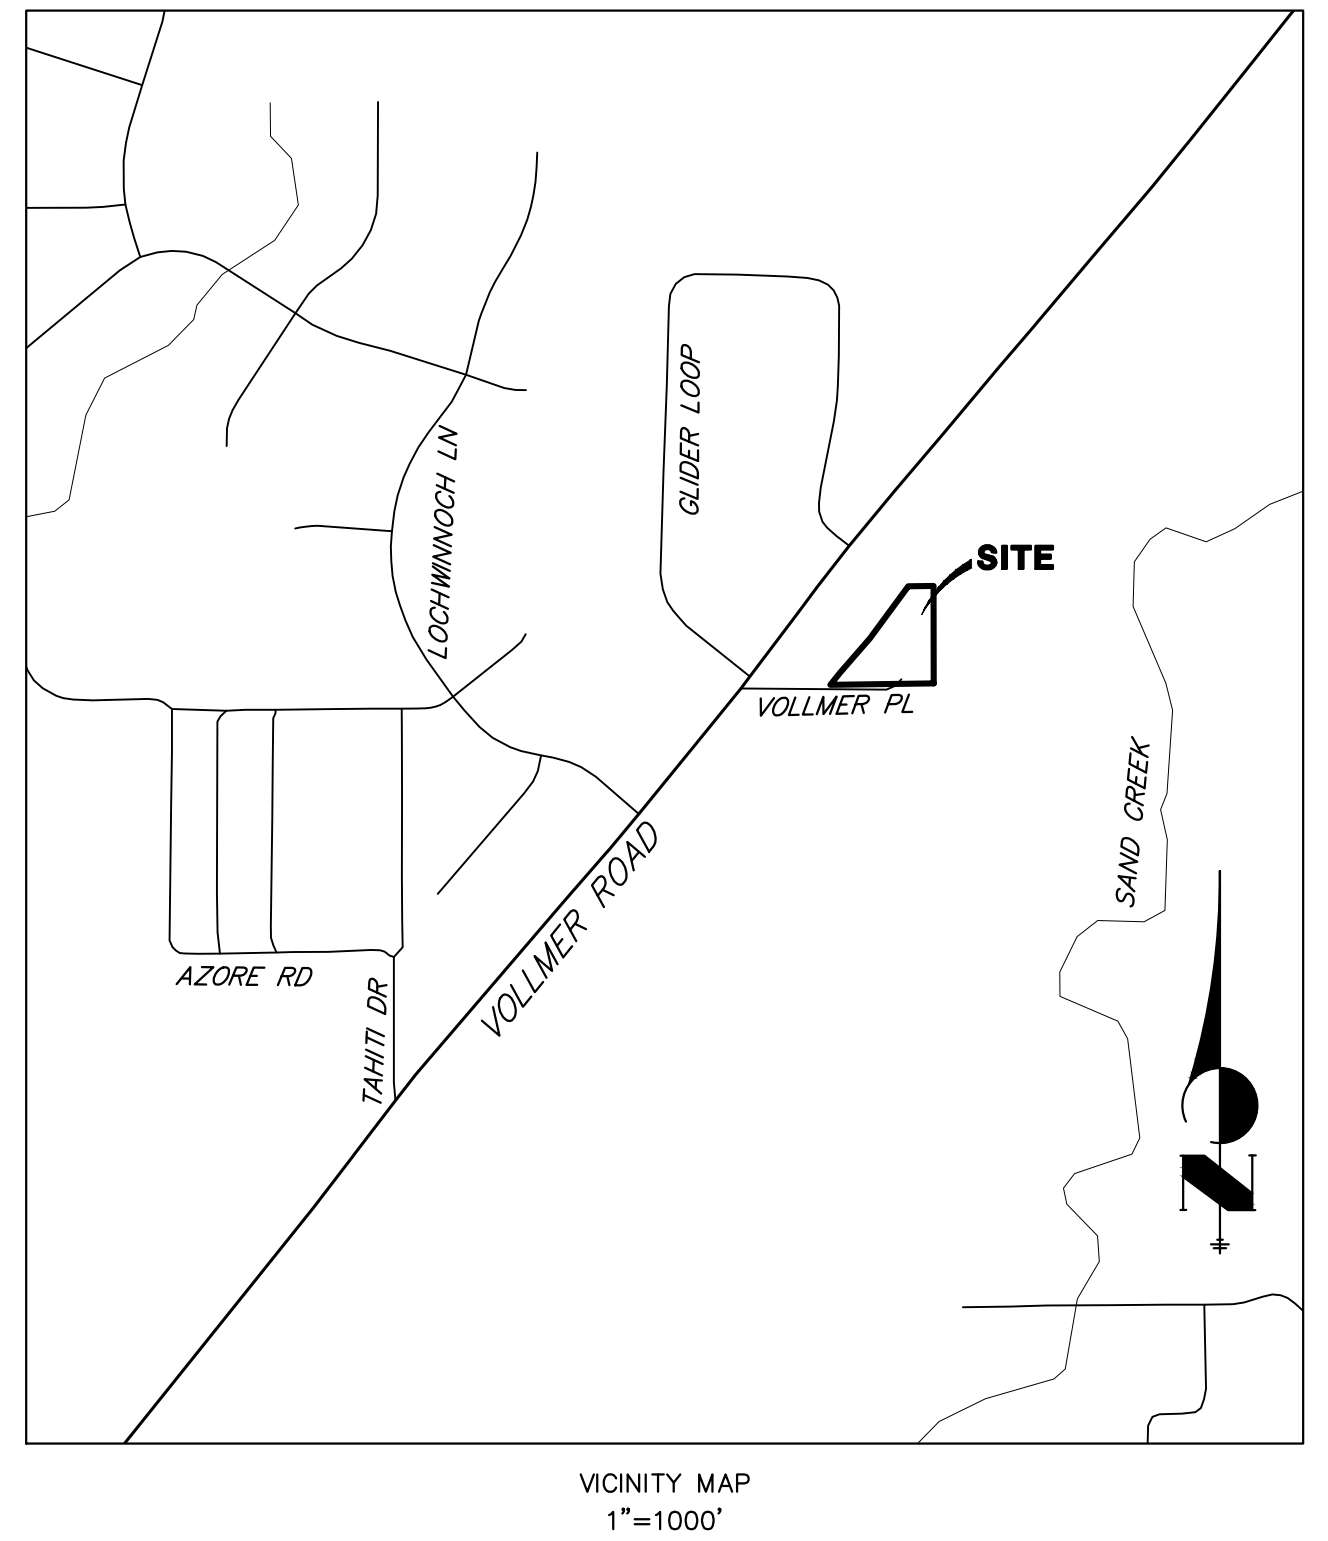 GLIDER LOOP
LOCHWINNOCH LN
SITE
VOLLMER PL
SAND CREEK
VOLLMER ROAD
AZORE RD
TAHITI DR
N
VICINITY MAP
1"=1000'